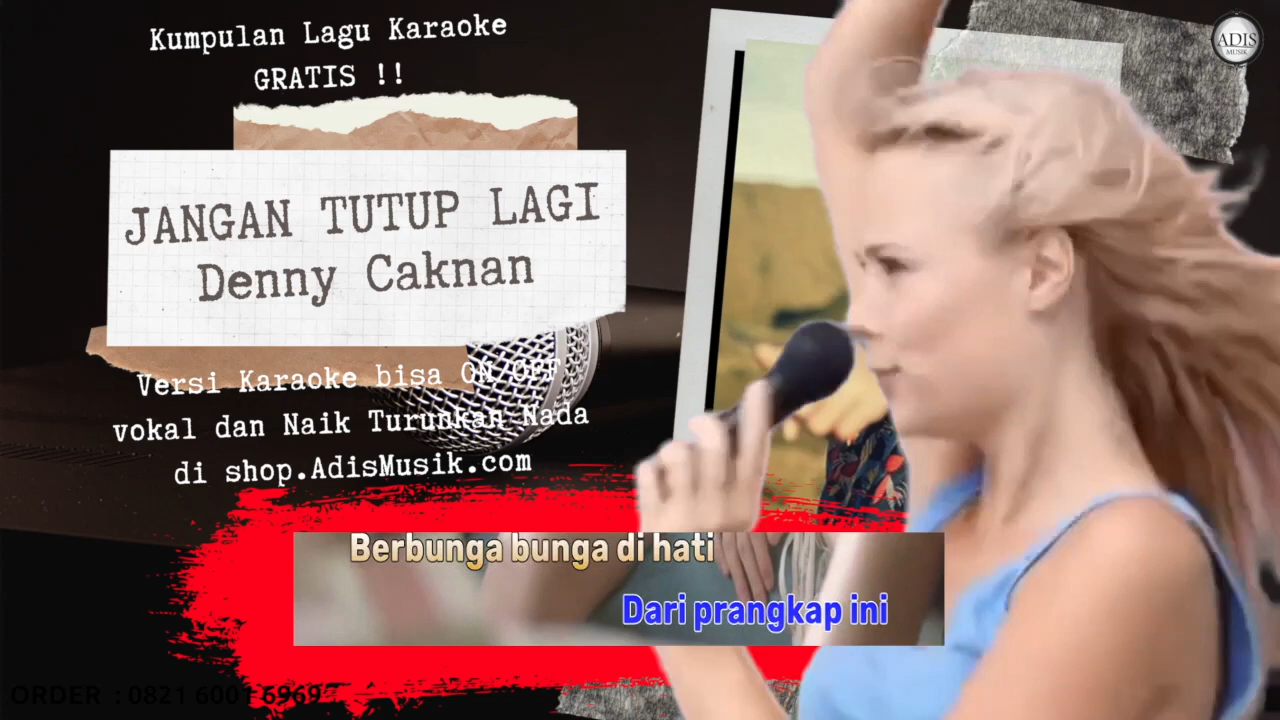 Kumpulan Lagu Karaoke
GRATIS !!
ADIS
MUSIK
JANGAN TUTUP LAGI
Denny Caknan
Versi Karaoke bisa ON OFF
vokal dan Naik Turunkan Nada
di shop.AdisMusik.com
Berbunga bunga di hati
Dari prangkap ini
ORDER : 0821 6001 6969